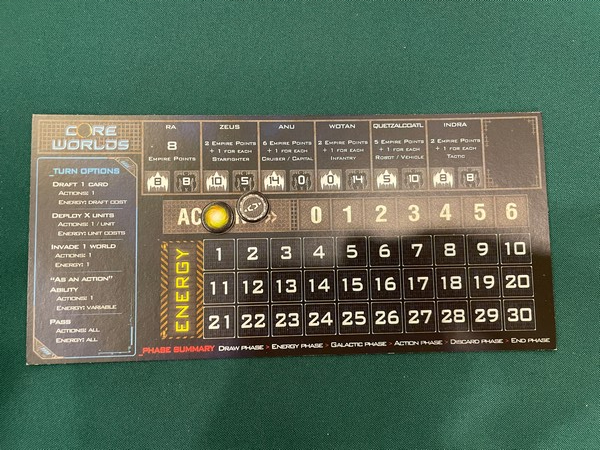 CORE
WORLDS
TURN OPTIONS
DRAFT 1 CARD
ACTIONS: 1
ENERGY: DRAFT COST
DEPLOY X UNITS
ACTIONS: 1 / UNIT
ENERGY: UNIT COSTS
INVADE 1 WORLD
ACTIONS: 1
ENERGY: 1
"AS AN ACTION"
ABILITY
ACTIONS: 1
ENERGY: VARIABLE
PASS
ACTIONS: ALL
ENERGY: ALL
RA
8
EMPIRE POINTS
8 8
ZEUS
2 EMPIRE POINTS
+ 1 FOR EACH
STARFIGHTER
10 5
ANU
6 EMPIRE POINTS
+ 1 FOR EACH
CRUISER / CAPITAL
14 0
WOTAN
2 EMPIRE POINTS
+ 1 FOR EACH
INFANTRY
0 14
QUETZALCOATL
5 EMPIRE POINTS
+ 1 FOR EACH
ROBOT / VEHICLE
5 10
INDRA
2 EMPIRE POINTS
+ 1 FOR EACH
TACTIC
8 8
AC
0 1 2 3 4 5 6
ENERGY
1 2 3 4 5 6 7 8 9 10
11 12 13 14 15 16 17 18 19 20
21 22 23 24 25 26 27 28 29 30
PHASE SUMMARY DRAW PHASE > ENERGY PHASE > GALACTIC PHASE > ACTION PHASE > DISCARD PHASE > END PHASE